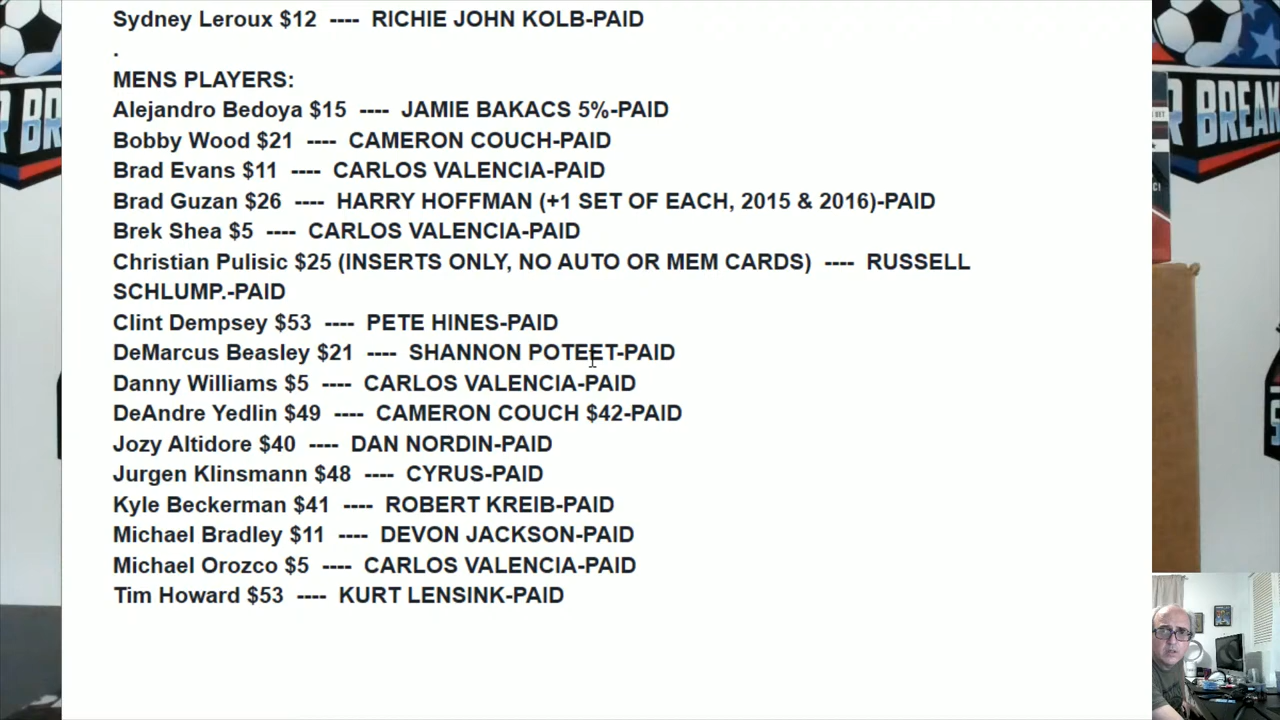 Sydney Leroux $12 ---- RICHIE JOHN KOLB-PAID
.
MENS PLAYERS:
Alejandro Bedoya $15 ---- JAMIE BAKACS 5%-PAID
Bobby Wood $21 ---- CAMERON COUCH-PAID
Brad Evans $11 ---- CARLOS VALENCIA-PAID
Brad Guzan $26 ---- HARRY HOFFMAN (+1 SET OF EACH, 2015 & 2016)-PAID
Brek Shea $5 ---- CARLOS VALENCIA-PAID
Christian Pulisic $25 (INSERTS ONLY, NO AUTO OR MEM CARDS) ---- RUSSELL
SCHLUMP.-PAID
Clint Dempsey $53 ---- PETE HINES-PAID
DeMarcus Beasley $21 ---- SHANNON POTEET-PAID
Danny Williams $5 ---- CARLOS VALENCIA-PAID
DeAndre Yedlin $49 ---- CAMERON COUCH $42-PAID
Jozy Altidore $40 ---- DAN NORDIN-PAID
Jurgen Klinsmann $48 ---- CYRUS-PAID
Kyle Beckerman $41 ---- ROBERT KREIB-PAID
Michael Bradley $11 ---- DEVON JACKSON-PAID
Michael Orozco $5 ---- CARLOS VALENCIA-PAID
Tim Howard $53 ---- KURT LENSINK-PAID
R BR
R BREAK